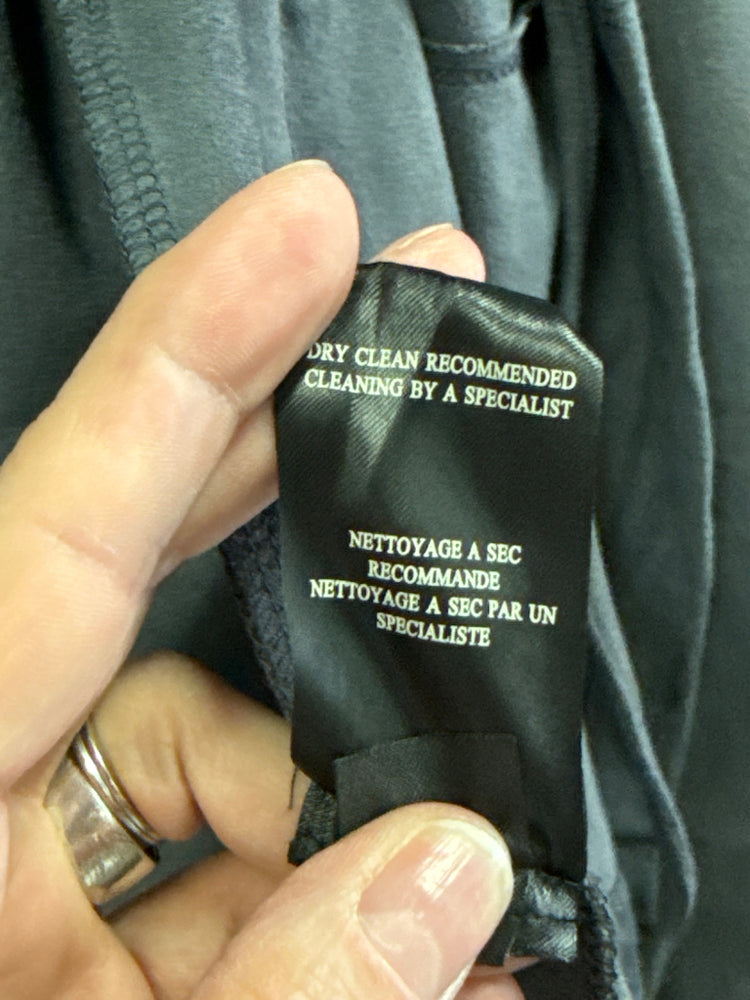 DRY CLEAN RECOMMENDED
CLEANING BY A SPECIALIST
NETTOYAGE A SEC
RECOMMANDE
NETTOYAGE A SEC PAR UN
SPECIALISTE